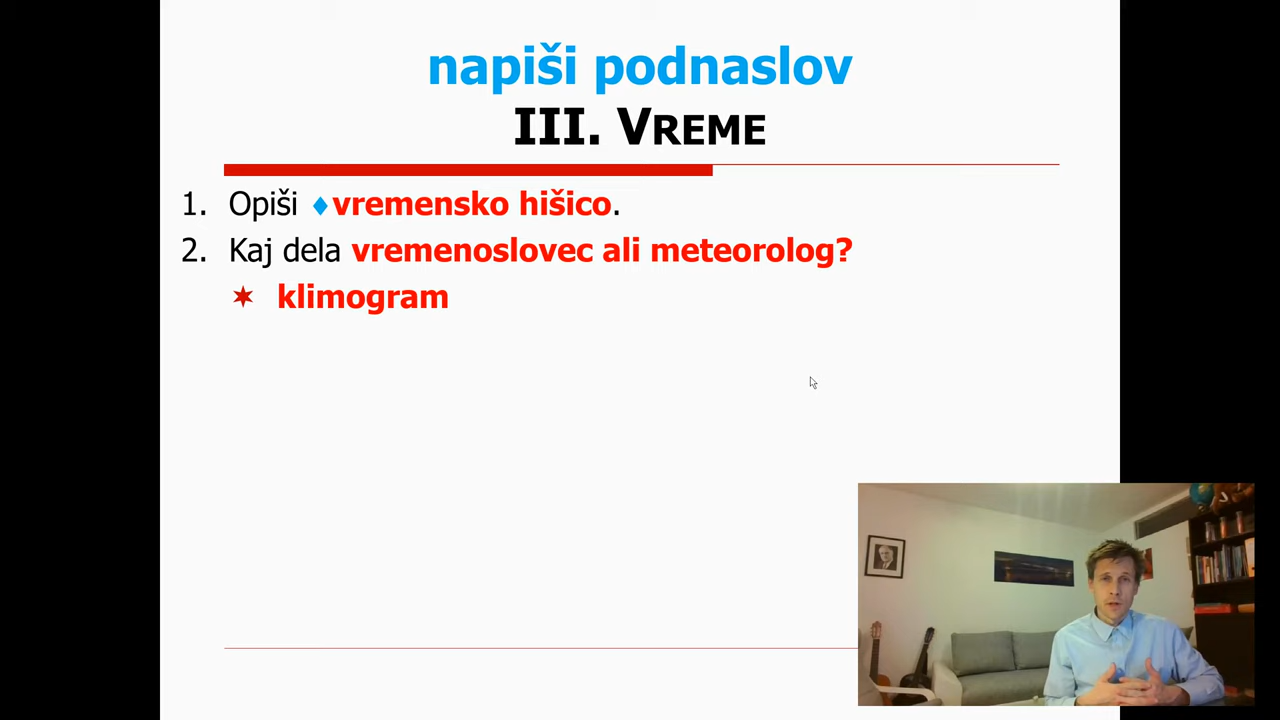 napiši podnaslov
III. VREME
1. Opiši ♦vremensko hišico.
2. Kaj dela vremenoslovec ali meteorolog?
✶ klimogram